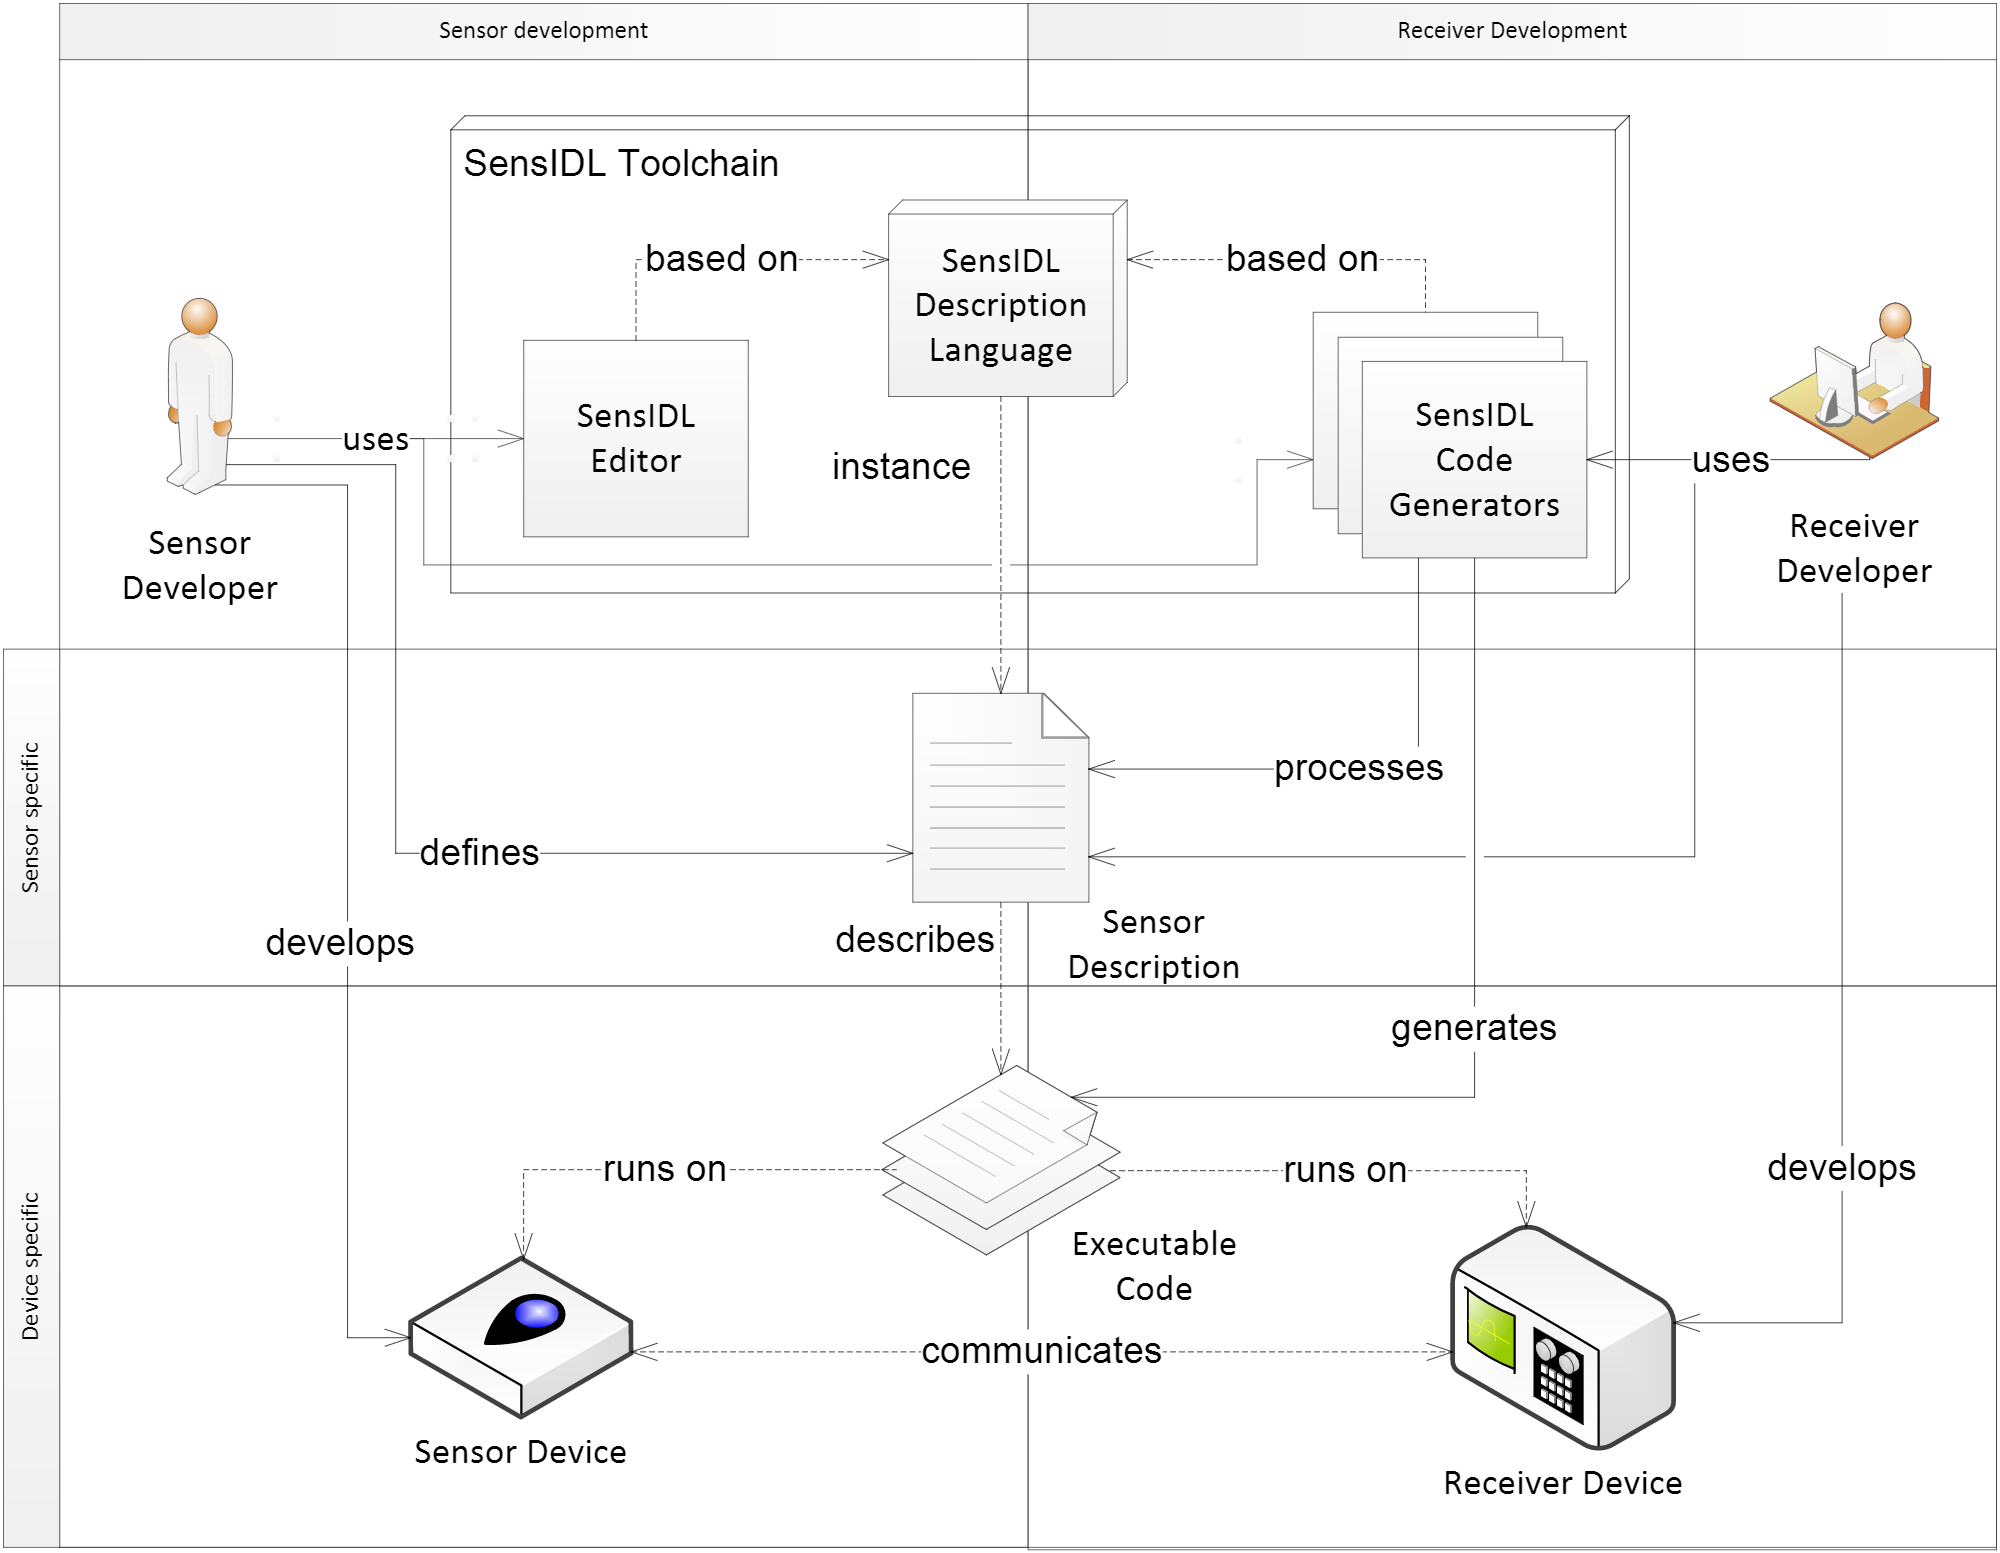 Sensor development
Receiver Development
SensIDL Toolchain
based on
SensIDL
Description
Language
based on
SensIDL
Editor
SensIDL
Code
Generators
uses
instance
uses
Sensor
Developer
Receiver
Developer
Sensor specific
processes
defines
develops
describes
Sensor
Description
Device specific
generates
runs on
runs on
develops
Executable
Code
communicates
Sensor Device
Receiver Device